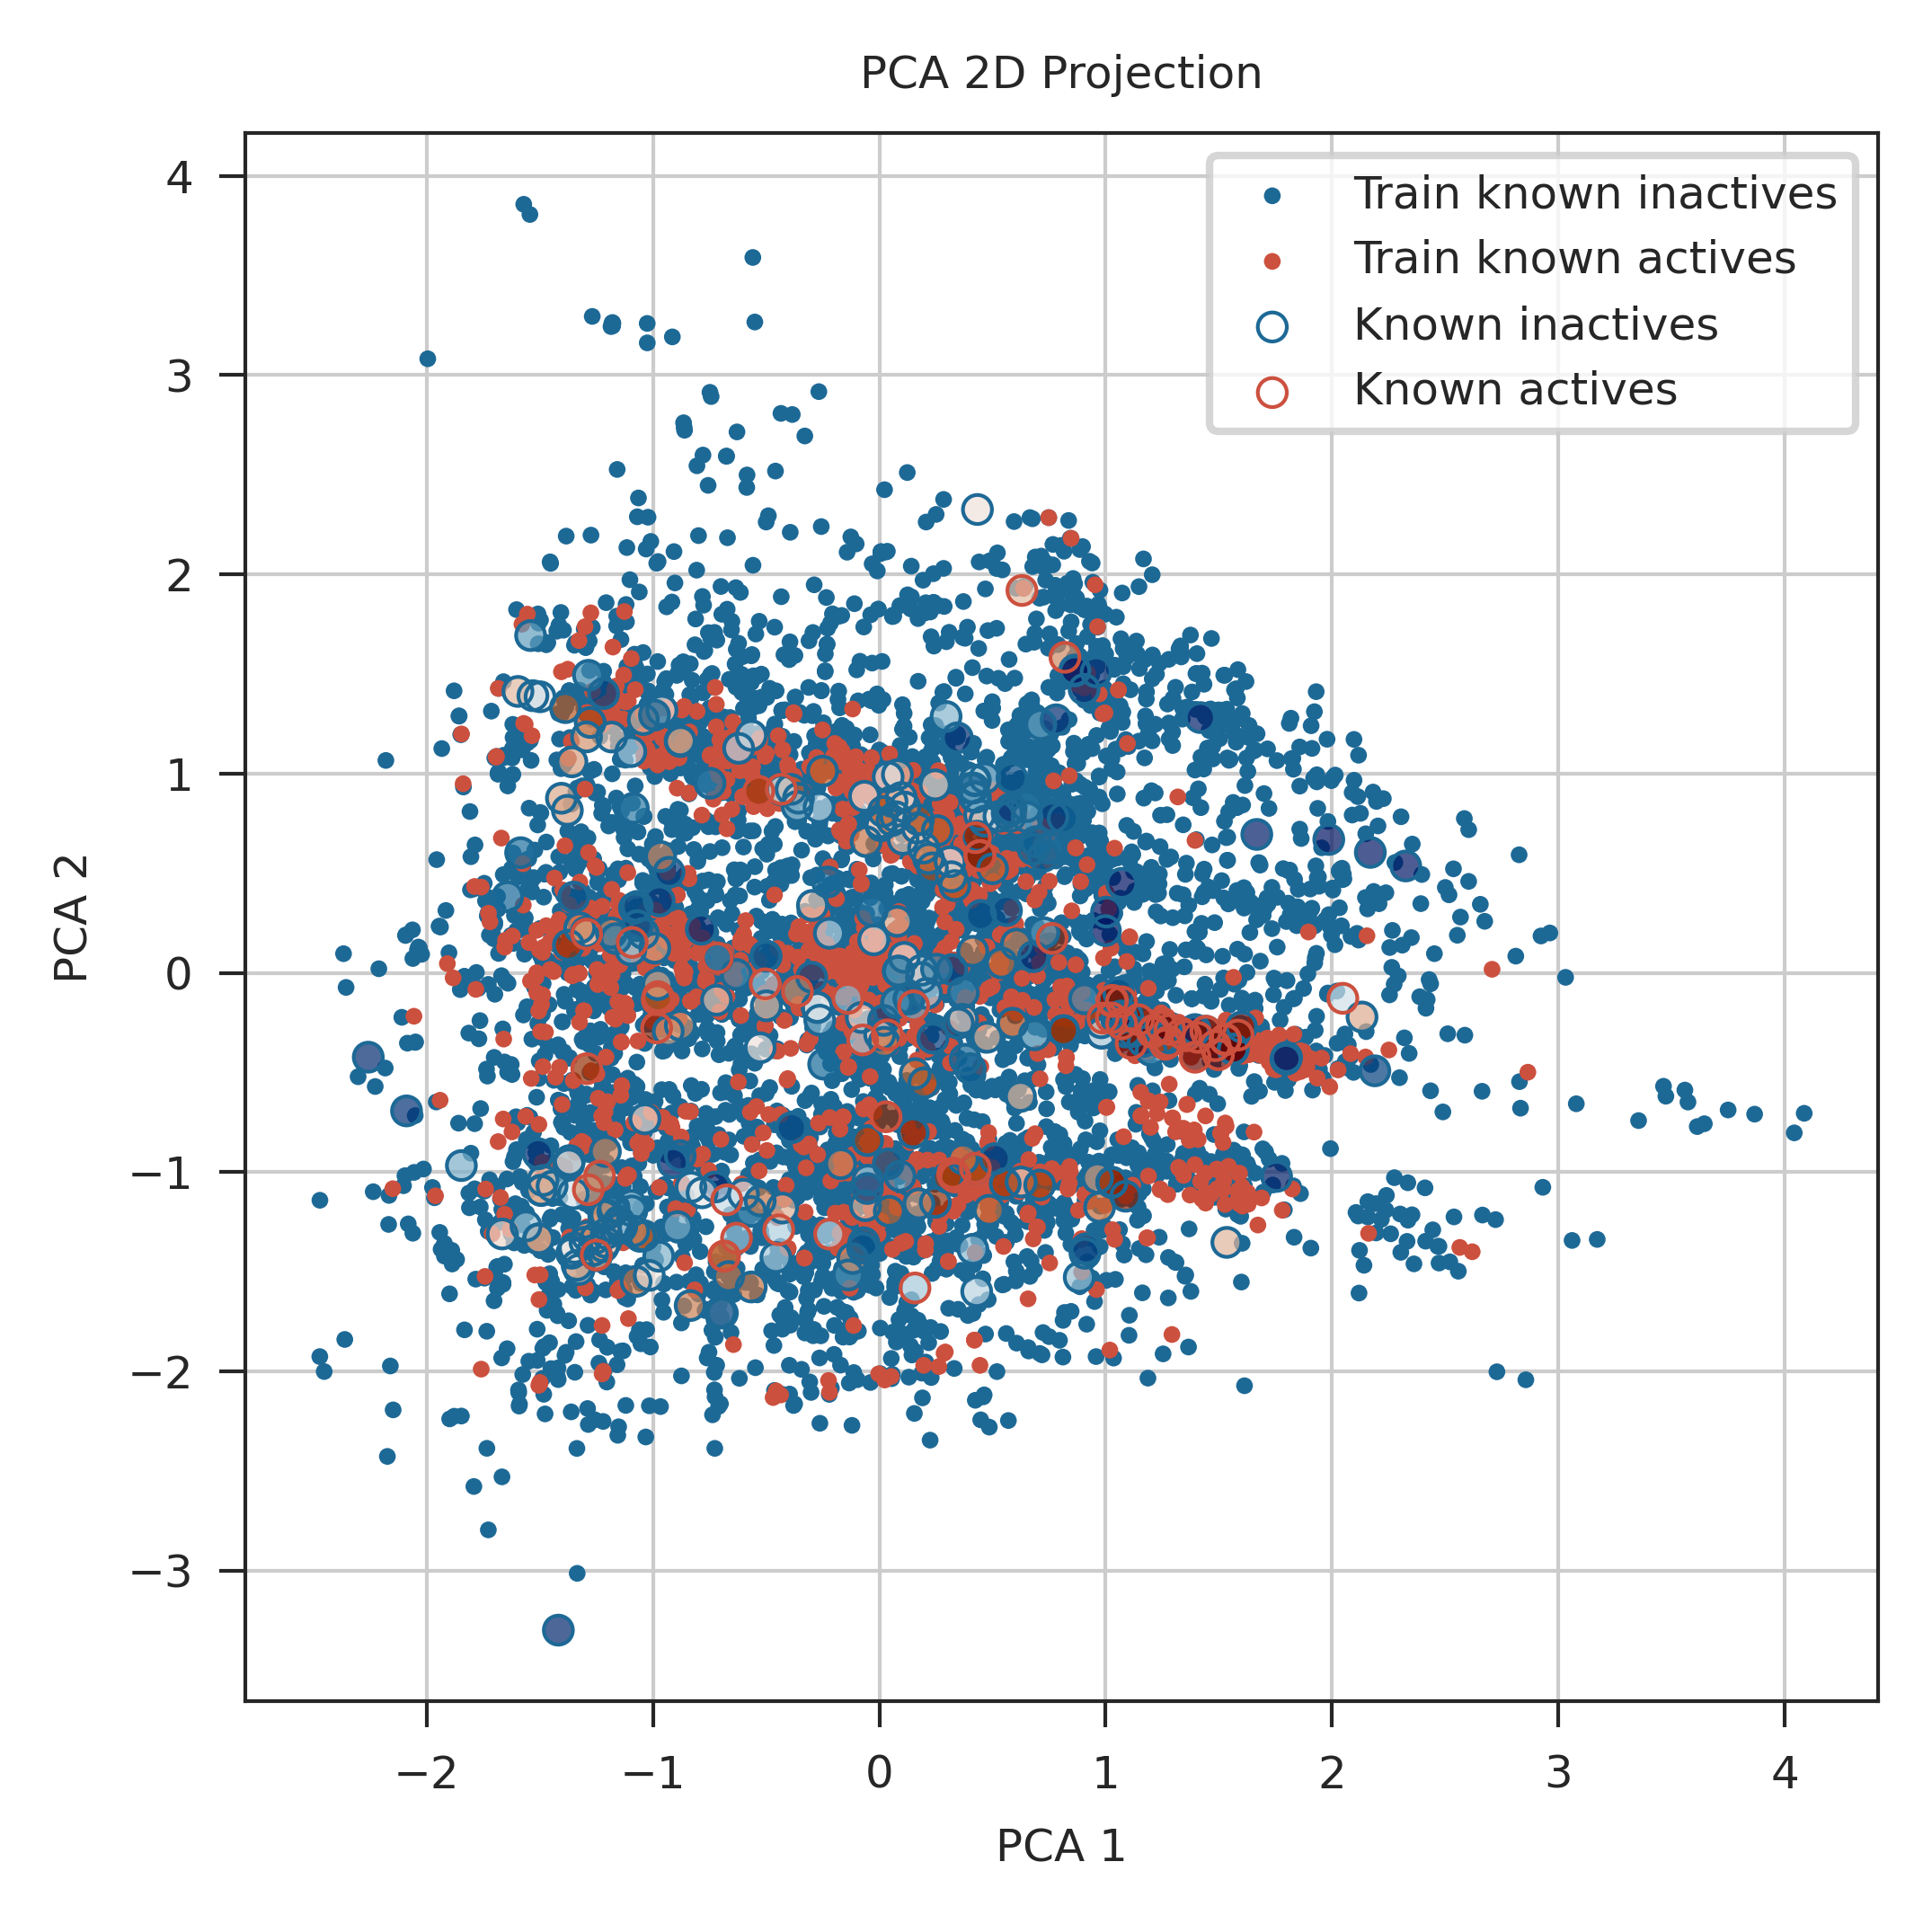 PCA 2D Projection
4
3
2
1
0
−1
−2
−3
PCA 2
Train known inactives
Train known actives
Known inactives
Known actives
−2 −1 0 1 2 3 4
PCA 1